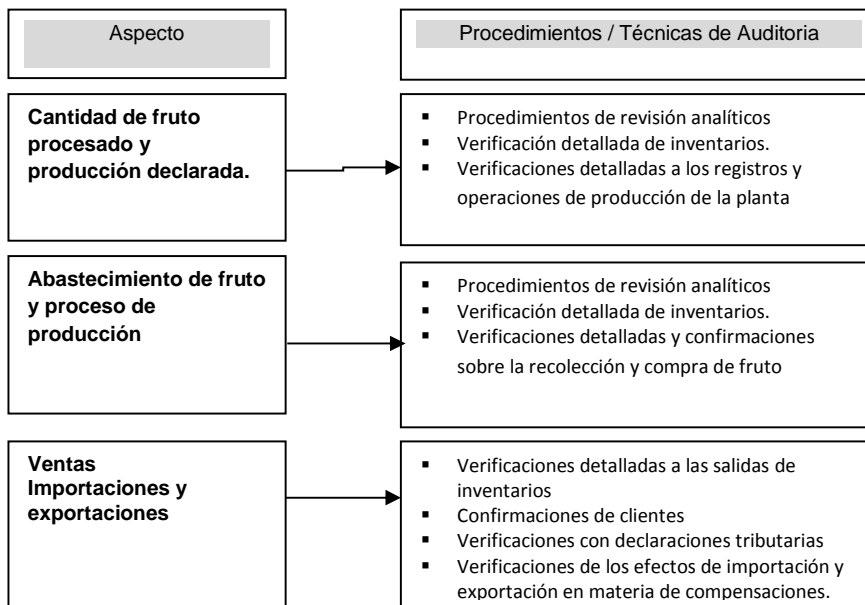 Aspecto
Procedimientos / Técnicas de Auditoria
Cantidad de fruto
procesado y
producción declarada.
▪ Procedimientos de revisión analíticos
▪ Verificación detallada de inventarios.
▪ Verificaciones detalladas a los registros y
operaciones de producción de la planta
Abastecimiento de fruto
y proceso de
producción
▪ Procedimientos de revisión analíticos
▪ Verificación detallada de inventarios.
▪ Verificaciones detalladas y confirmaciones
sobre la recolección y compra de fruto
Ventas
Importaciones y
exportaciones
▪ Verificaciones detalladas a las salidas de
inventarios
▪ Confirmaciones de clientes
▪ Verificaciones con declaraciones tributarias
▪ Verificaciones de los efectos de importación y
exportación en materia de compensaciones.